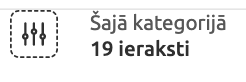 Šajā kategorijā
19 ieraksti